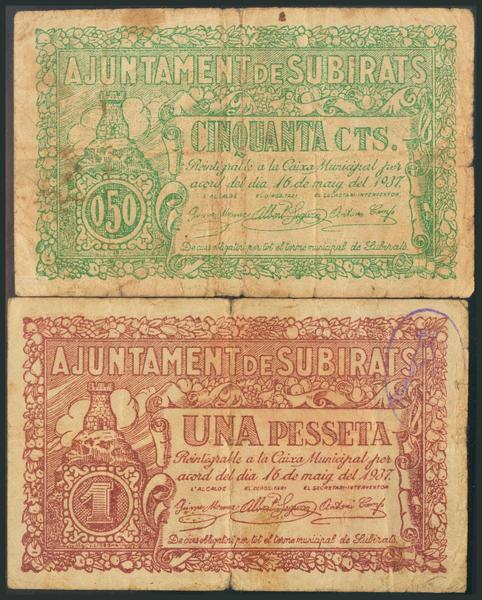 AJUNTAMENT DE SUBIRATS
CINQUANTA CTS.
Reintegrable a la Caixa Municipal per
acord del dia 16 de maig del 1937.
L'ALCALDE EL DIPOSITARI EL SECRETARI-INTERVENTOR
0,50
De curs obligatori per tot el terme municipal de Subirats.
AJUNTAMENT DE SUBIRATS
UNA PESSETA
Reintegrable a la Caixa Municipal per
acord del dia 16 de maig del 1937.
L'ALCALDE EL DIPOSITARI EL SECRETARI-INTERVENTOR
1
De curs obligatori per tot el terme municipal de Subirats.